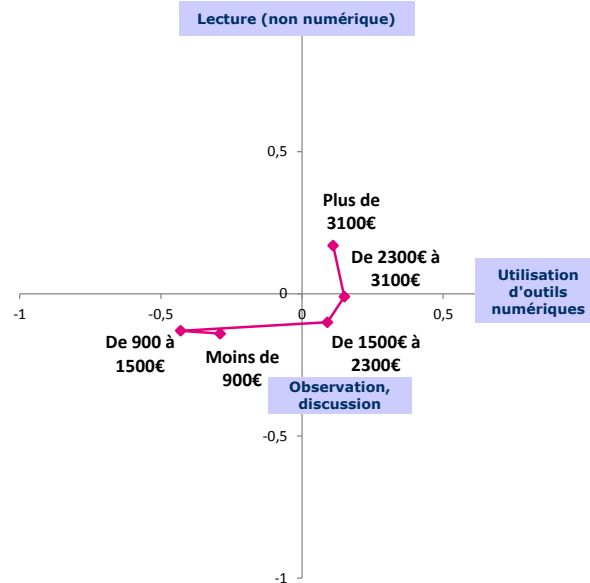 Lecture (non numérique)
0,5
Plus de
3100€
De 2300€ à
3100€
Utilisation
d'outils
numériques
0
-1
-0,5
0
0,5
De 900 à
1500€
Moins de
900€
De 1500€ à
2300€
Observation,
discussion
-0,5
-1